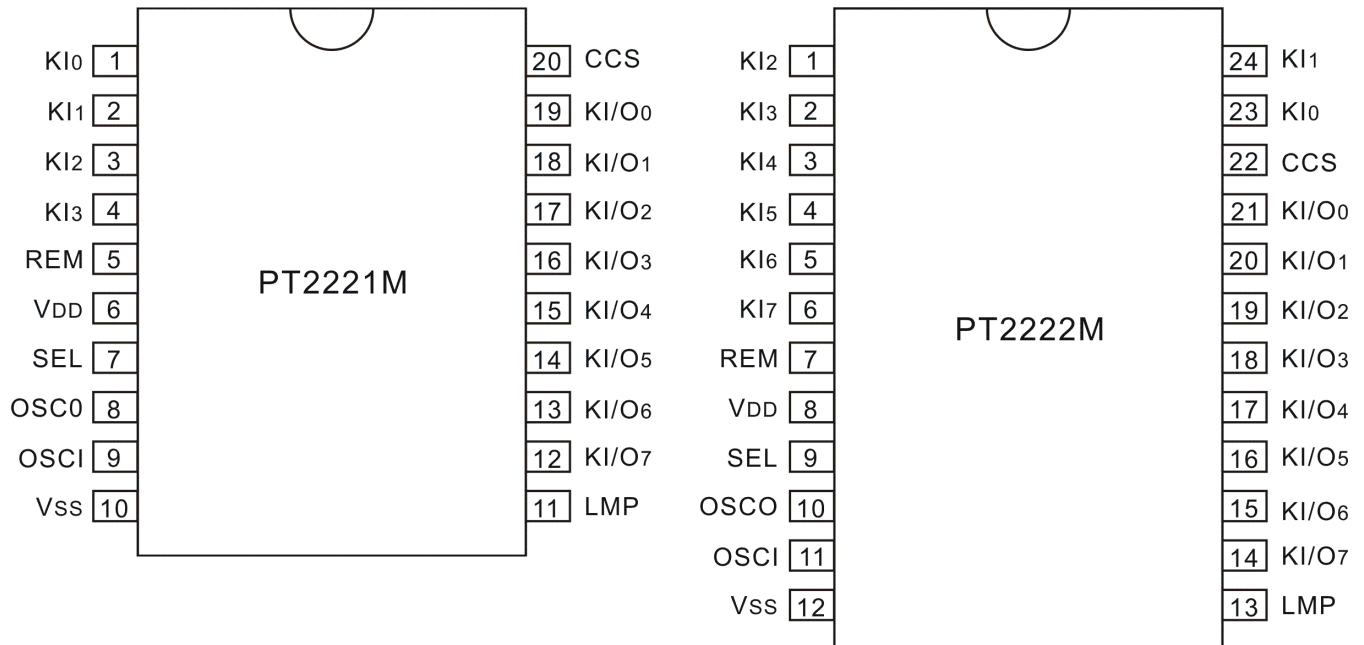 KI0 1
KI1 2
KI2 3
KI3 4
REM 5
VDD 6
SEL 7
OSC0 8
OSCI 9
VSS 10
PT2221M
20 CCS
19 KI/O0
18 KI/O1
17 KI/O2
16 KI/O3
15 KI/O4
14 KI/O5
13 KI/O6
12 KI/O7
11 LMP
KI2 1
KI3 2
KI4 3
KI5 4
KI6 5
KI7 6
REM 7
VDD 8
SEL 9
OSCO 10
OSCI 11
VSS 12
PT2222M
24 KI1
23 KI0
22 CCS
21 KI/O0
20 KI/O1
19 KI/O2
18 KI/O3
17 KI/O4
16 KI/O5
15 KI/O6
14 KI/O7
13 LMP